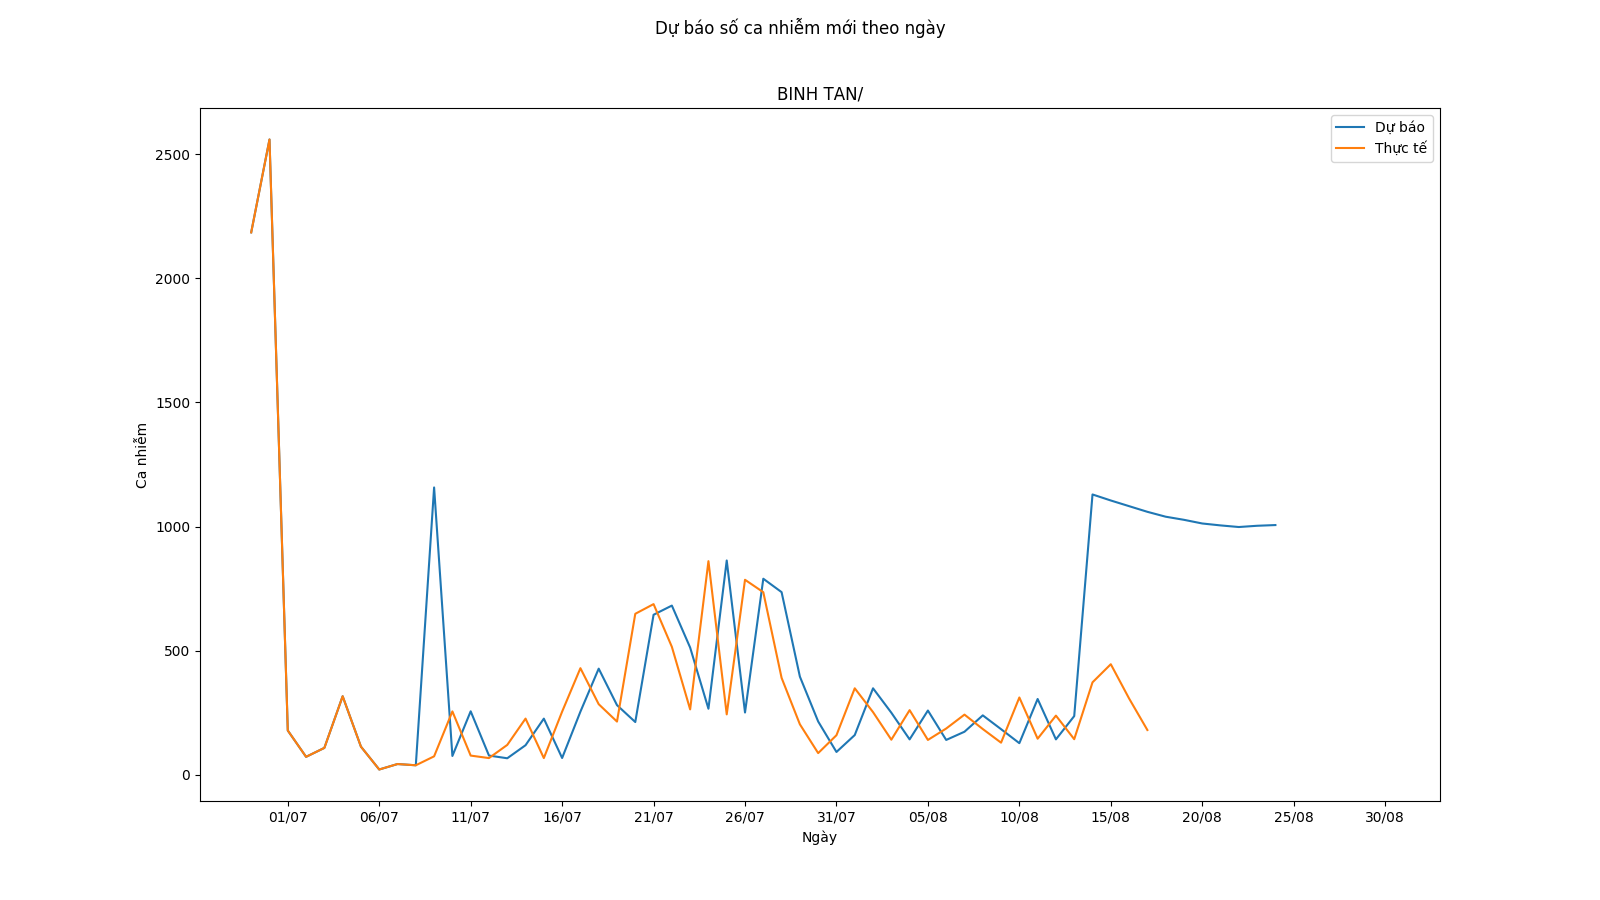 Dự báo số ca nhiễm mới theo ngày
BINH TAN/
Dự báo
Thực tế
2500
2000
1500
1000
500
0
Ca nhiễm
01/07 06/07 11/07 16/07 21/07 26/07 31/07 05/08 10/08 15/08 20/08 25/08 30/08
Ngày